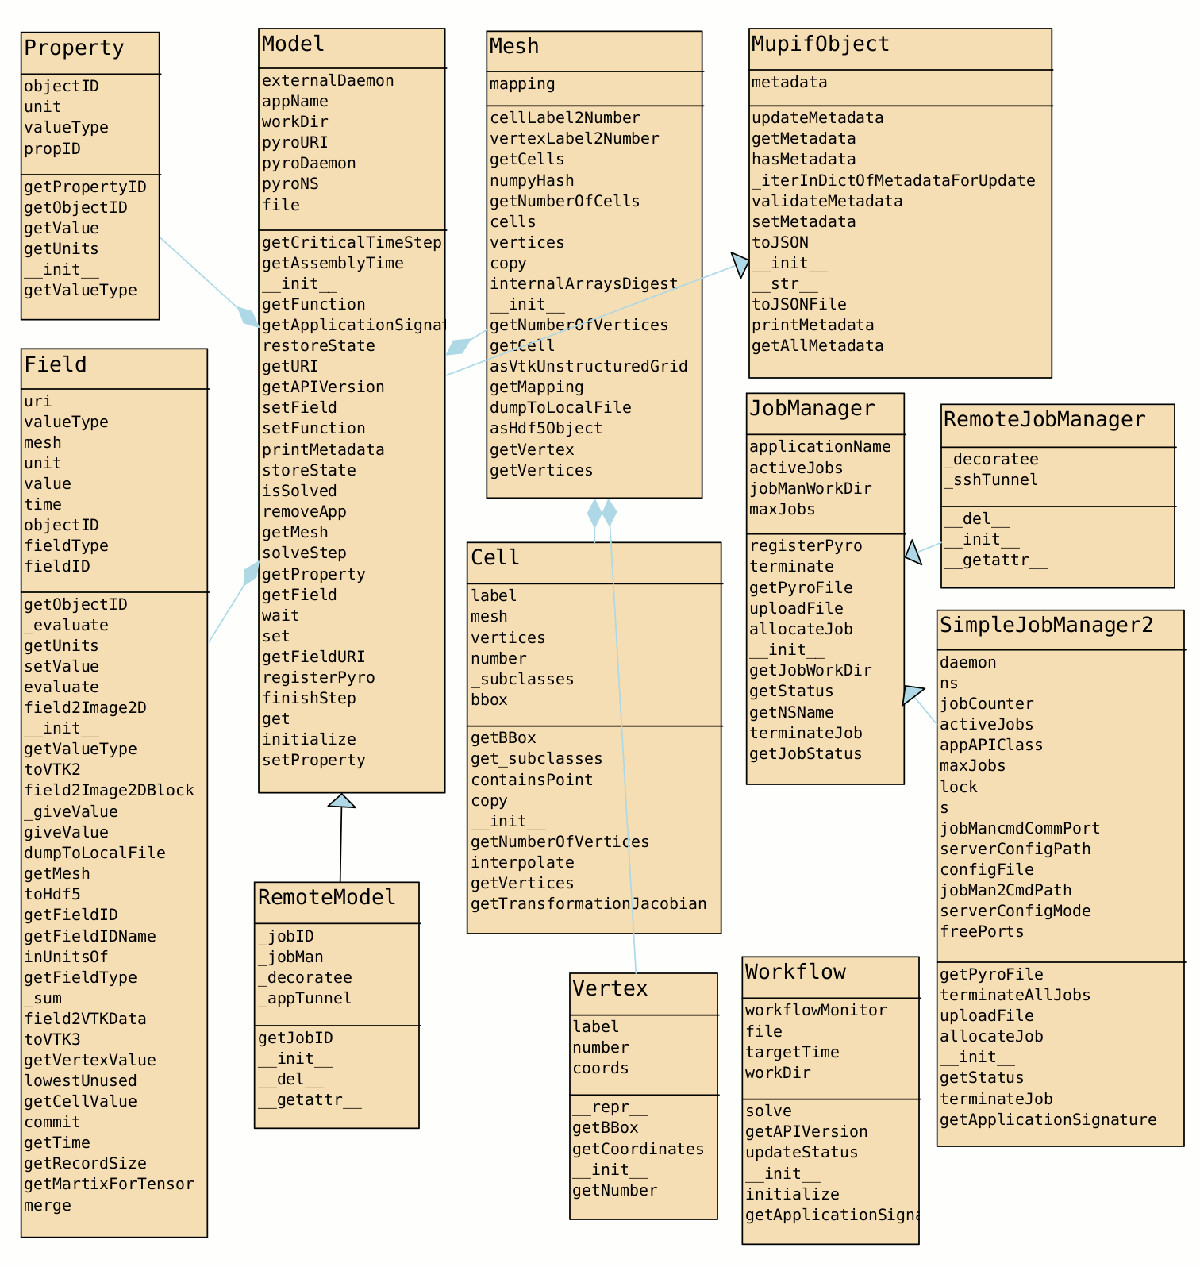 Property
objectID
unit
valueType
propID
getPropertyID
getObjectID
getValue
getUnits
__init__
getValueType
Field
uri
valueType
mesh
unit
value
time
objectID
fieldType
fieldID
getObjectID
_evaluate
getUnits
setValue
evaluate
field2Image2D
__init__
getValueType
toVTK2
field2Image2DBlock
_giveValue
giveValue
dumpToLocalFile
getMesh
toHdf5
getFieldID
getFieldIDName
inUnitsOf
getFieldType
_sum
field2VTKData
toVTK3
getVertexValue
lowestUnused
getCellValue
commit
getTime
getRecordSize
getMartixForTensor
merge
Model
externalDaemon
appName
workDir
pyroURI
pyroDaemon
pyroNS
file
getCriticalTimeStep
getAssemblyTime
__init__
getFunction
getApplicationSignat
restoreState
getURI
getAPIVersion
setField
setFunction
printMetadata
storeState
isSolved
removeApp
getMesh
solveStep
getProperty
getField
wait
set
getFieldURI
registerPyro
finishStep
get
initialize
setProperty
RemoteModel
_jobID
_jobMan
_decoratee
_appTunnel
getJobID
__init__
__del__
__getattr__
Mesh
mapping
cellLabel2Number
vertexLabel2Number
getCells
numpyHash
getNumberOfCells
cells
vertices
copy
internalArraysDigest
__init__
getNumberOfVertices
getCell
asVtkUnstructuredGrid
getMapping
dumpToLocalFile
asHdf5Object
getVertex
getVertices
Cell
label
mesh
vertices
number
_subclasses
bbox
getBBox
get_subclasses
containsPoint
copy
__init__
getNumberOfVertices
interpolate
getVertices
getTransformationJacobian
Vertex
label
number
coords
__repr__
getBBox
getCoordinates
__init__
getNumber
MupifObject
metadata
updateMetadata
getMetadata
hasMetadata
_iterInDictOfMetadataForUpdate
validateMetadata
setMetadata
toJSON
__init__
__str__
toJSONFile
printMetadata
getAllMetadata
JobManager
applicationName
activeJobs
jobManWorkDir
maxJobs
registerPyro
terminate
getPyroFile
uploadFile
allocateJob
__init__
getJobWorkDir
getStatus
getNSName
terminateJob
getJobStatus
RemoteJobManager
_decoratee
_sshTunnel
__del__
__init__
__getattr__
SimpleJobManager2
daemon
ns
jobCounter
activeJobs
appAPIClass
maxJobs
lock
s
jobMancmdCommPort
serverConfigPath
configFile
jobMan2CmdPath
serverConfigMode
freePorts
getPyroFile
terminateAllJobs
uploadFile
allocateJob
__init__
getStatus
terminateJob
getApplicationSignature
Workflow
workflowMonitor
file
targetTime
workDir
solve
getAPIVersion
updateStatus
__init__
initialize
getApplicationSigna